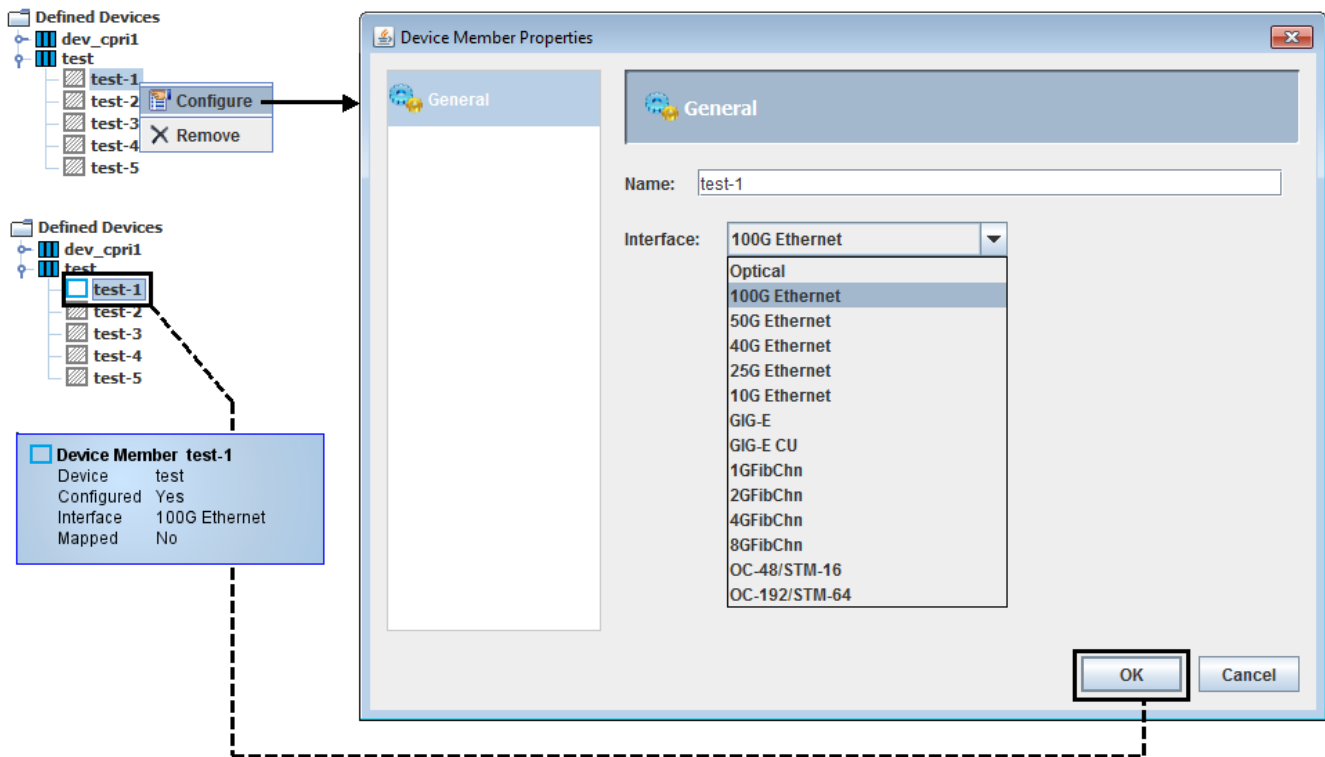 Defined Devices
dev_cpri1
test
test-1
test-2
test-3
test-4
test-5
Configure
Remove
Defined Devices
dev_cpri1
test
test-1
test-2
test-3
test-4
test-5
Device Member test-1
Device test
Configured Yes
Interface 100G Ethernet
Mapped No
Device Member Properties
General
General
Name: test-1
Interface: 100G Ethernet
Optical
100G Ethernet
50G Ethernet
40G Ethernet
25G Ethernet
10G Ethernet
GIG-E
GIG-E CU
1GFibChn
2GFibChn
4GFibChn
8GFibChn
OC-48/STM-16
OC-192/STM-64
OK Cancel